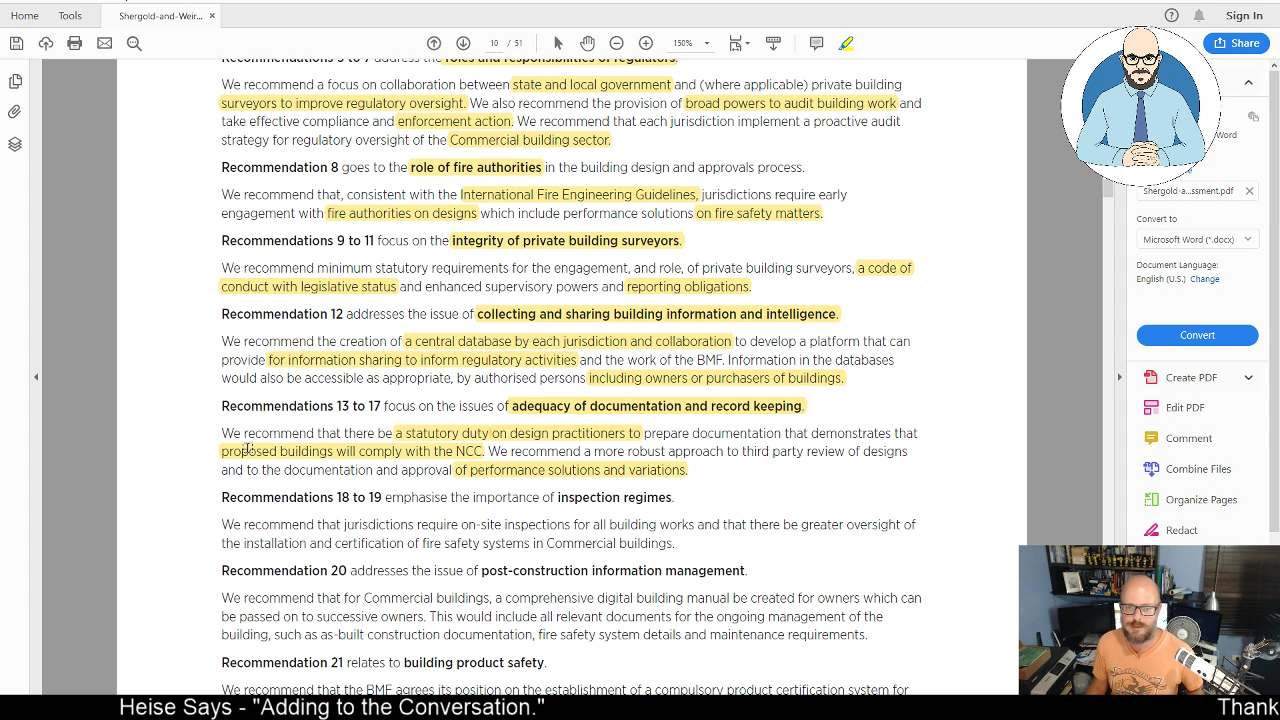 Home Tools Shergold-and-Weir... × Sign In
10 / 51 150% Share
Recommendations 5 to 7 address the roles and responsibilities of regulators.
We recommend a focus on collaboration between state and local government and (where applicable) private building
surveyors to improve regulatory oversight. We also recommend the provision of broad powers to audit building work and
take effective compliance and enforcement action. We recommend that each jurisdiction implement a proactive audit
strategy for regulatory oversight of the Commercial building sector.
Recommendation 8 goes to the role of fire authorities in the building design and approvals process.
We recommend that, consistent with the International Fire Engineering Guidelines, jurisdictions require early
engagement with fire authorities on designs which include performance solutions on fire safety matters.
Recommendations 9 to 11 focus on the integrity of private building surveyors.
We recommend minimum statutory requirements for the engagement, and role, of private building surveyors, a code of
conduct with legislative status and enhanced supervisory powers and reporting obligations.
Recommendation 12 addresses the issue of collecting and sharing building information and intelligence.
We recommend the creation of a central database by each jurisdiction and collaboration to develop a platform that can
provide for information sharing to inform regulatory activities and the work of the BMF. Information in the databases
would also be accessible as appropriate, by authorised persons including owners or purchasers of buildings.
Recommendations 13 to 17 focus on the issues of adequacy of documentation and record keeping.
We recommend that there be a statutory duty on design practitioners to prepare documentation that demonstrates that
proposed buildings will comply with the NCC. We recommend a more robust approach to third party review of designs
and to the documentation and approval of performance solutions and variations.
Recommendations 18 to 19 emphasise the importance of inspection regimes.
We recommend that jurisdictions require on-site inspections for all building works and that there be greater oversight of
the installation and certification of fire safety systems in Commercial buildings.
Recommendation 20 addresses the issue of post-construction information management.
We recommend that for Commercial buildings, a comprehensive digital building manual be created for owners which can
be passed on to successive owners. This would include all relevant documents for the ongoing management of the
building, such as as-built construction documentation, fire safety system details and maintenance requirements.
Recommendation 21 relates to building product safety.
We recommend that the BMF agrees its position on the establishment of a compulsory product certification system for
Word
Shergold-a...ssment.pdf
Convert to
Microsoft Word (*.docx)
Document Language:
English (U.S.) Change
Convert
Create PDF
Edit PDF
Comment
Combine Files
Organize Pages
Redact
Heise Says - "Adding to the Conversation." Thank